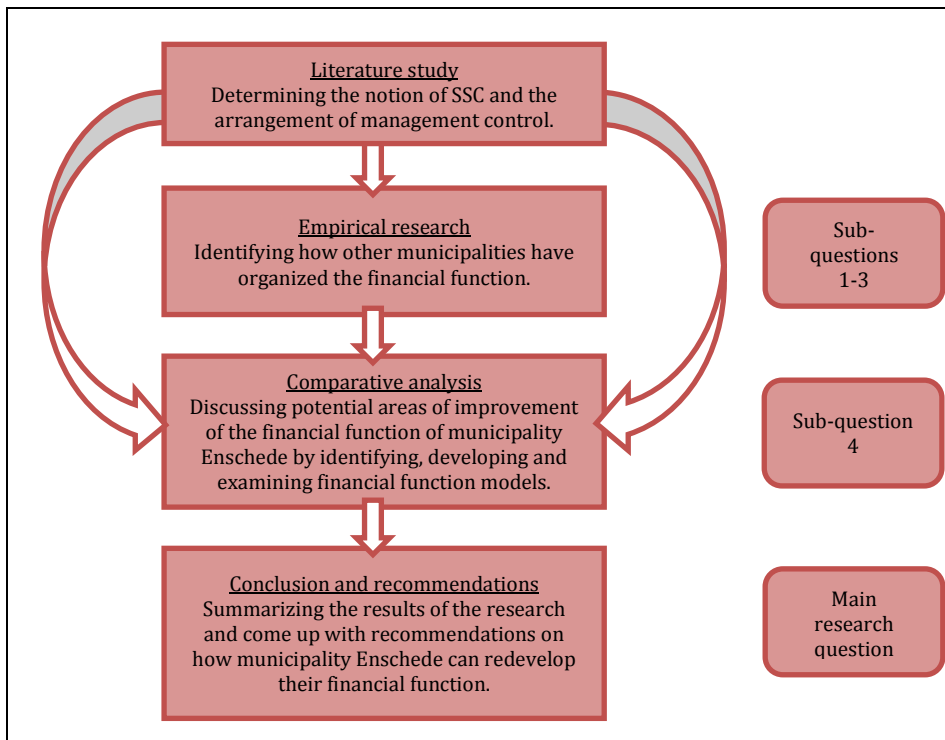 Literature study
Determining the notion of SSC and the
arrangement of management control.
Empirical research
Identifying how other municipalities have
organized the financial function.
Sub-
questions
1-3
Comparative analysis
Discussing potential areas of improvement
of the financial function of municipality
Enschede by identifying, developing and
examining financial function models.
Sub-question
4
Conclusion and recommendations
Summarizing the results of the research
and come up with recommendations on
how municipality Enschede can redevelop
their financial function.
Main
research
question